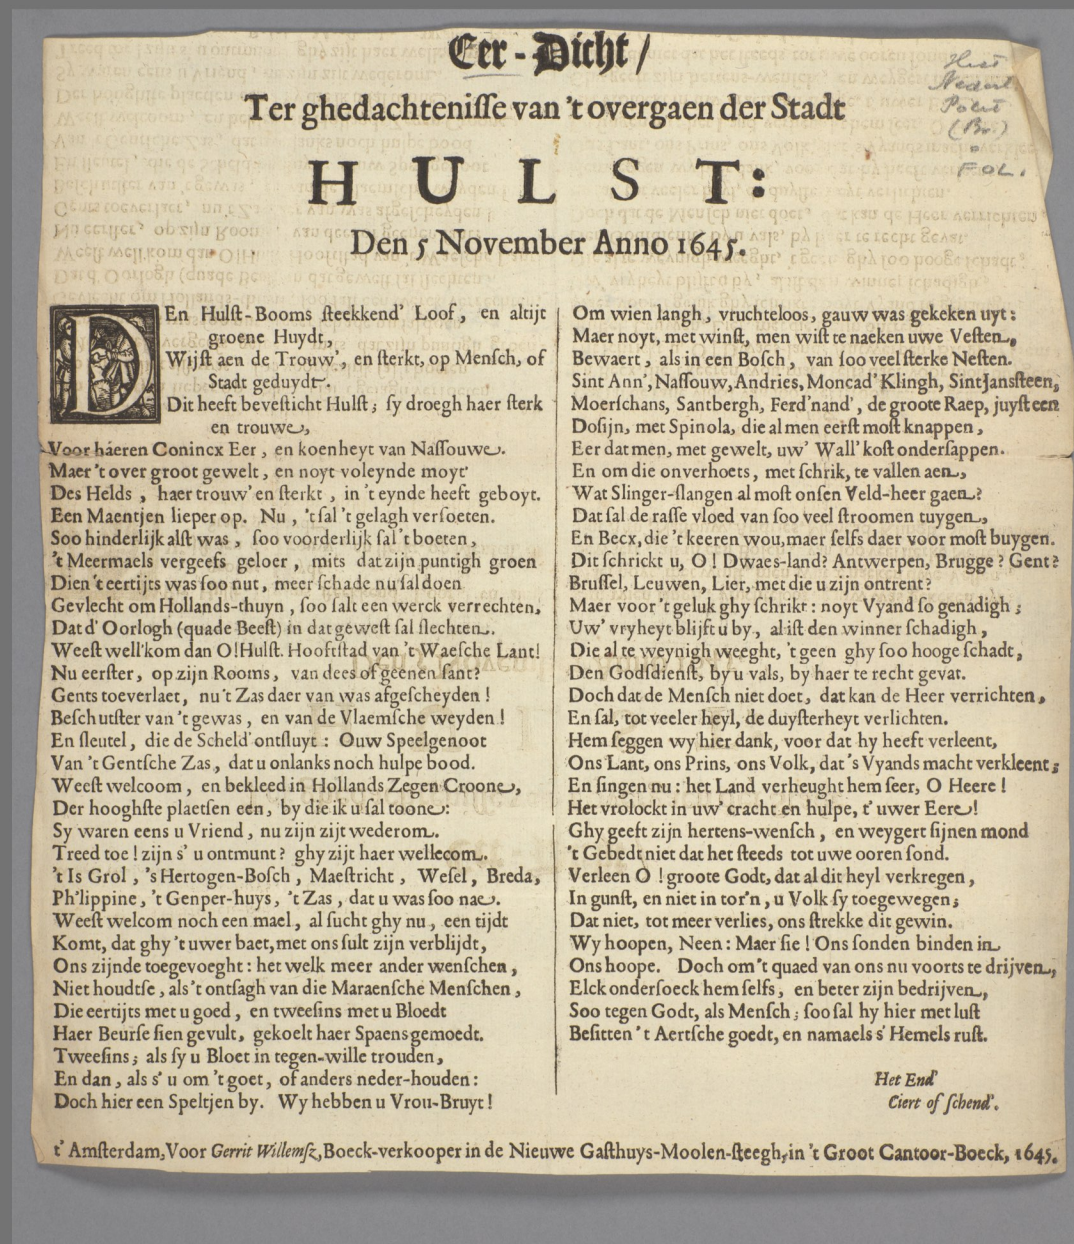 Eer-Dicht/
Ter ghedachtenisse van 't overgaen der Stadt
HULST:
Den 5 November Anno 1645.
Hist
Nederl
Poëet
(Br.)
FOL.
DEn Hulst-Booms steekkend' Loof, en altijt
groene Huydt,
Wijst aen de Trouw', en sterkt, op Mensch, of
Stadt geduydt.
Dit heeft bevesticht Hulst; sy droegh haer sterk
en trouwe,
Voor haeren Conincx Eer, en koenheyt van Nassouwe.
Maer 't over groot gewelt, en noyt voleynde moyt'
Des Helds, haer trouw' en sterkt, in 't eynde heeft geboyt.
Een Maentjen lieper op. Nu, 't sal 't gelagh versoeten.
Soo hinderlijk alst was, soo voorderlijk sal 't boeten,
't Meermaels vergeefs geloer, mits dat zijn puntigh groen
Dien 't eertijts was soo nut, meer schade nu sal doen
Gevlecht om Hollands-thuyn, soo salt een werck verrechten,
Dat d' Oorlogh (quade Beest) in dat gewest sal slechten.
Weest well'kom dan O! Hulst. Hooftstad van 't Waesche Lant!
Nu eerster, op zijn Rooms, van dees of geenen sant?
Gents toeverlaet, nu 't Zas daer van was afgescheyden!
Beschutster van 't gewas, en van de Vlaemsche weyden!
En sleutel, die de Scheld' ontsluyt: Ouw Speelgenoot
Van 't Gentsche Zas, dat u onlanks noch hulpe bood.
Weest welcoom, en bekleed in Hollands Zegen Croone,
Der hooghste plaetsen een, by die ik u sal toone:
Sy waren eens u Vriend, nu zijn zijt wederom.
Treed toe! zijn s' u ontmunt? ghy zijt haer wellecom.
't Is Grol, 's Hertogen-Bosch, Maestricht, Wesel, Breda,
Ph'lippine, 't Genper-huys, 't Zas, dat u was soo nae.
Weest welcom noch een mael, al sucht ghy nu, een tijdt
Komt, dat ghy 't uwer baet, met ons sult zijn verblijdt,
Ons zijnde toegevoeght: het welk meer ander wenschen,
Niet houdtse, als 't ontsagh van die Maraensche Menschen,
Die eertijts met u goed, en tweesins met u Bloedt
Haer Beurse sien gevult, gekoelt haer Spaens gemoedt.
Tweesins; als sy u Bloet in tegen-wille trouden,
En dan, als s' u om 't goet, of anders neder-houden:
Doch hier een Speltjen by. Wy hebben u Vrou-Bruyt!
Om wien langh, vruchteloos, gauw was gekeken uyt:
Maer noyt, met winst, men wist te naeken uwe Vesten,
Bewaert, als in een Bosch, van soo veel sterke Nesten.
Sint Ann', Nassouw, Andries, Moncad' Klingh, Sint Jansteen,
Moerschans, Santbergh, Ferd'nand', de groote Raep, juyst een
Dosijn, met Spinola, die al men eerst most knappen,
Eer dat men, met gewelt, uw' Wall' kost ondersappen.
En om die onverhoets, met schrik, te vallen aen,
Wat Slinger-slangen al most onsen Veld-heer gaen?
Dat sal de rasse vloed van soo veel stroomen tuygen,
En Becx, die 't keeren wou, maer selfs daer voor most buygen.
Dit schrickt u, O! Dwaes-land? Antwerpen, Brugge? Gent?
Brussel, Leuwen, Lier, met die u zijn ontrent?
Maer voor 't geluk ghy schrikt: noyt Vyand so genadigh;
Uw' vryheyt blijft u by, al ist den winner schadigh,
Die al te weynigh weeght, 't geen ghy soo hooge schadt,
Den Godsdienst, by u vals, by haer te recht gevat.
Doch dat de Mensch niet doet, dat kan de Heer verrichten,
En sal, tot veeler heyl, de duysterheyt verlichten.
Hem seggen wy hier dank, voor dat hy heeft verleent,
Ons Lant, ons Prins, ons Volk, dat 's Vyands macht verkleent;
En singen nu: het Land verheught hem seer, O Heere!
Het vrolockt in uw' cracht en hulpe, t' uwer Eere!
Ghy geeft zijn hertens-wensch, en weygert sijnen mond
't Gebedt niet dat het steeds tot uwe ooren sond.
Verleen O! groote Godt, dat al dit heyl verkregen,
In gunst, en niet in tor'n, u Volk sy toegewegen;
Dat niet, tot meer verlies, ons strekke dit gewin.
Wy hoopen, Neen: Maer sie! Ons sonden binden in
Ons hoope. Doch om 't quaed van ons nu voorts te drijven,
Elck ondersoeck hem selfs, en beter zijn bedrijven,
Soo tegen Godt, als Mensch; soo sal hy hier met lust
Besitten 't Aertsche goedt, en namaels s' Hemels rust.
Het End'
Ciert of schend'.
t' Amsterdam, Voor Gerrit Willemsz, Boeck-verkooper in de Nieuwe Gasthuys-Moolen-steegh, in 't Groot Cantoor-Boeck, 1645.